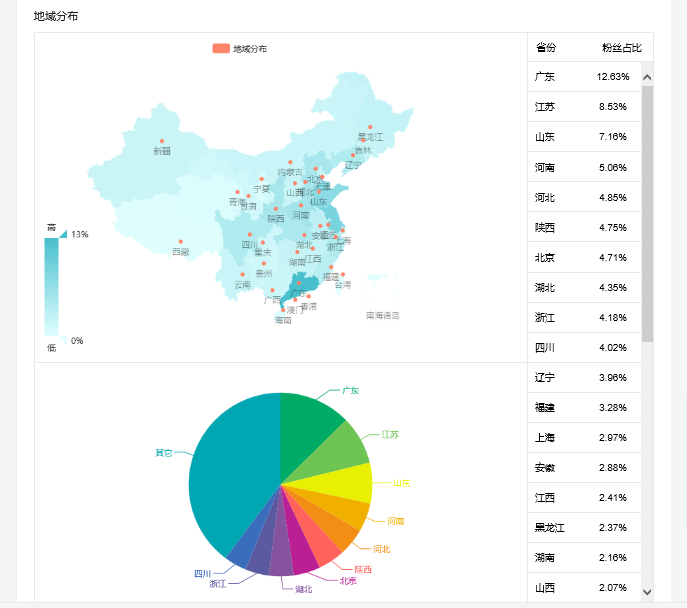 地域分布
地域分布
黑龙江
吉林
新疆
辽宁
内蒙古
北京
天津
宁夏
山西
河北
青海
甘肃
山东
陕西
河南
四川
重庆
湖北
安徽
江苏
上海
浙江
西藏
湖南
江西
贵州
云南
福建
台湾
广西
广东
澳门
香港
海南
南海诸岛
高
13%
0%
低
广东
江苏
山东
河南
河北
陕西
北京
湖北
浙江
四川
其它
省份 粉丝占比
广东 12.63%
江苏 8.53%
山东 7.16%
河南 5.06%
河北 4.85%
陕西 4.75%
北京 4.71%
湖北 4.35%
浙江 4.18%
四川 4.02%
辽宁 3.96%
福建 3.28%
上海 2.97%
安徽 2.88%
江西 2.41%
黑龙江 2.37%
湖南 2.16%
山西 2.07%